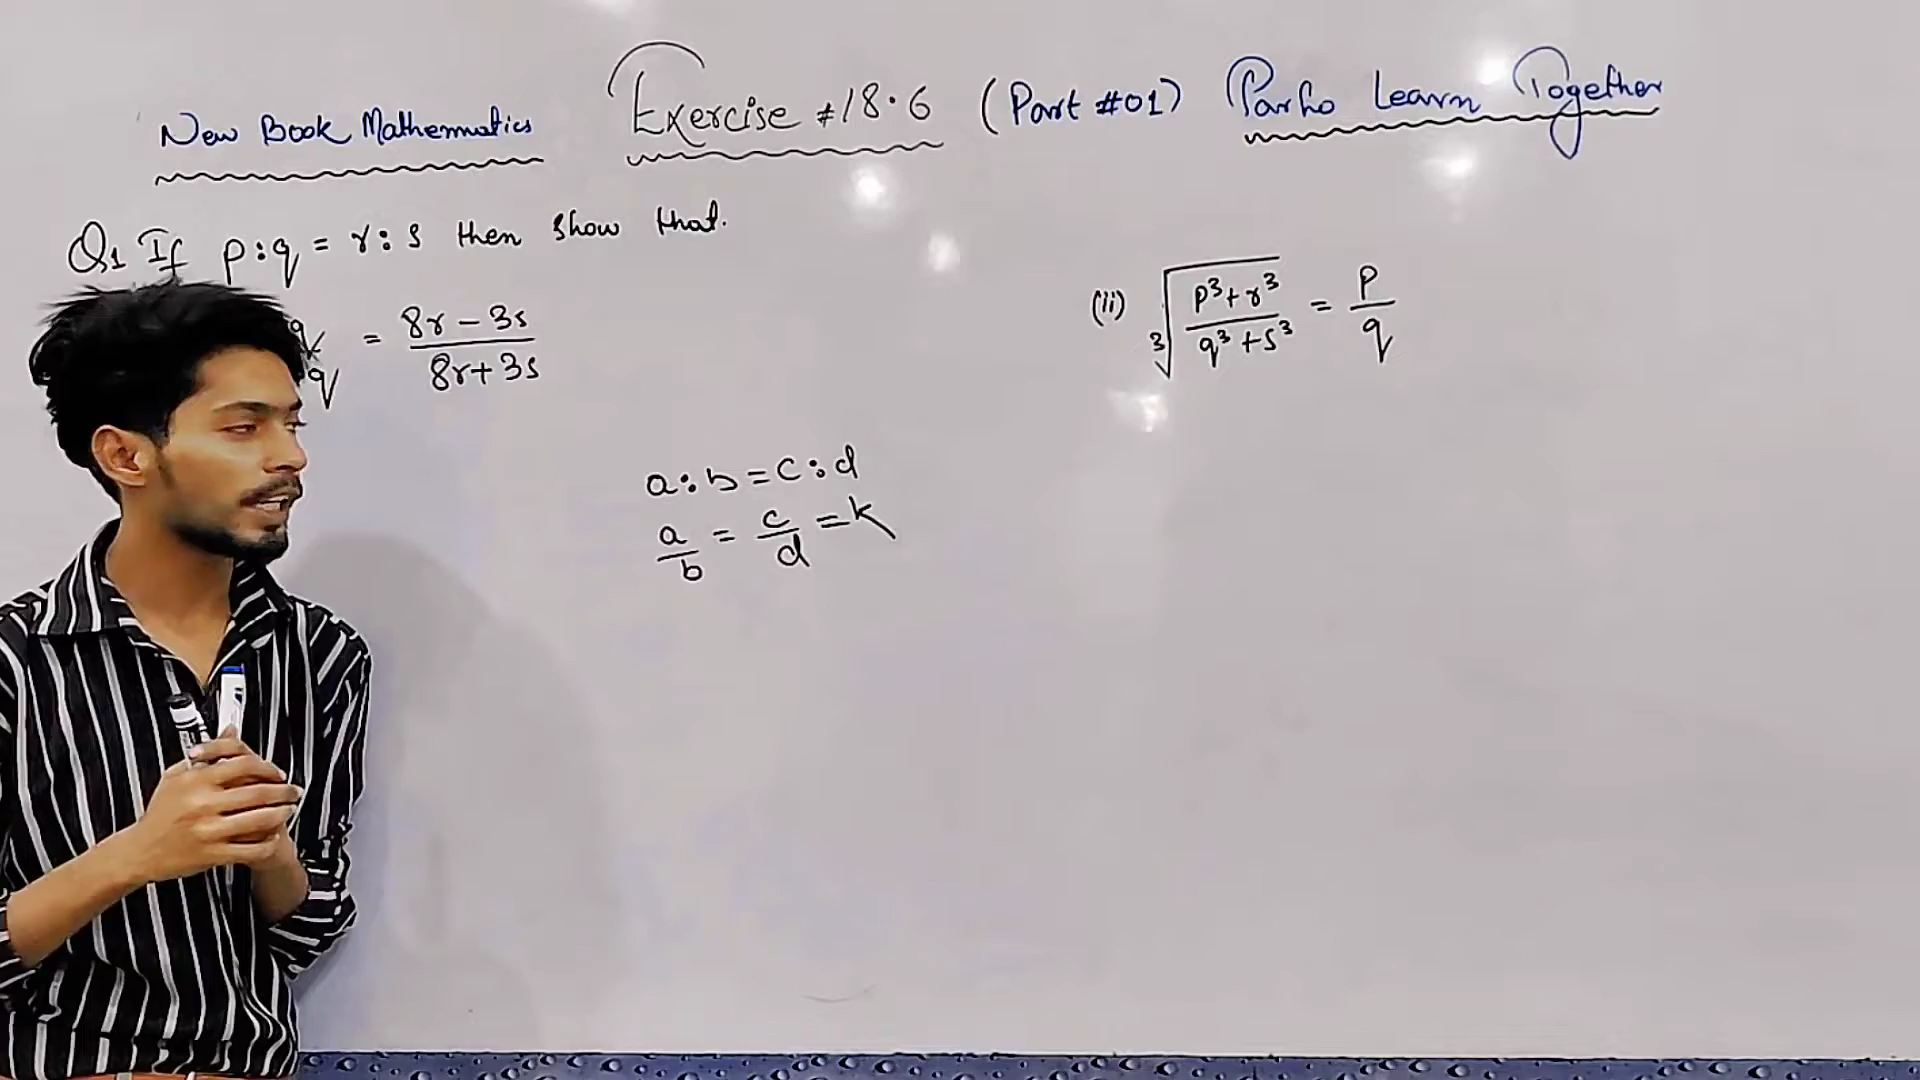 New Book Mathematics Exercise #18.6 (Part #01) Parho Learn Together
Q1 If p:q = r:s then show that.
q/q = 8r-3s/8r+3s
(ii) ∛(p³+r³/q³+s³) = p/q
a:b=c:d
a/b = c/d = k